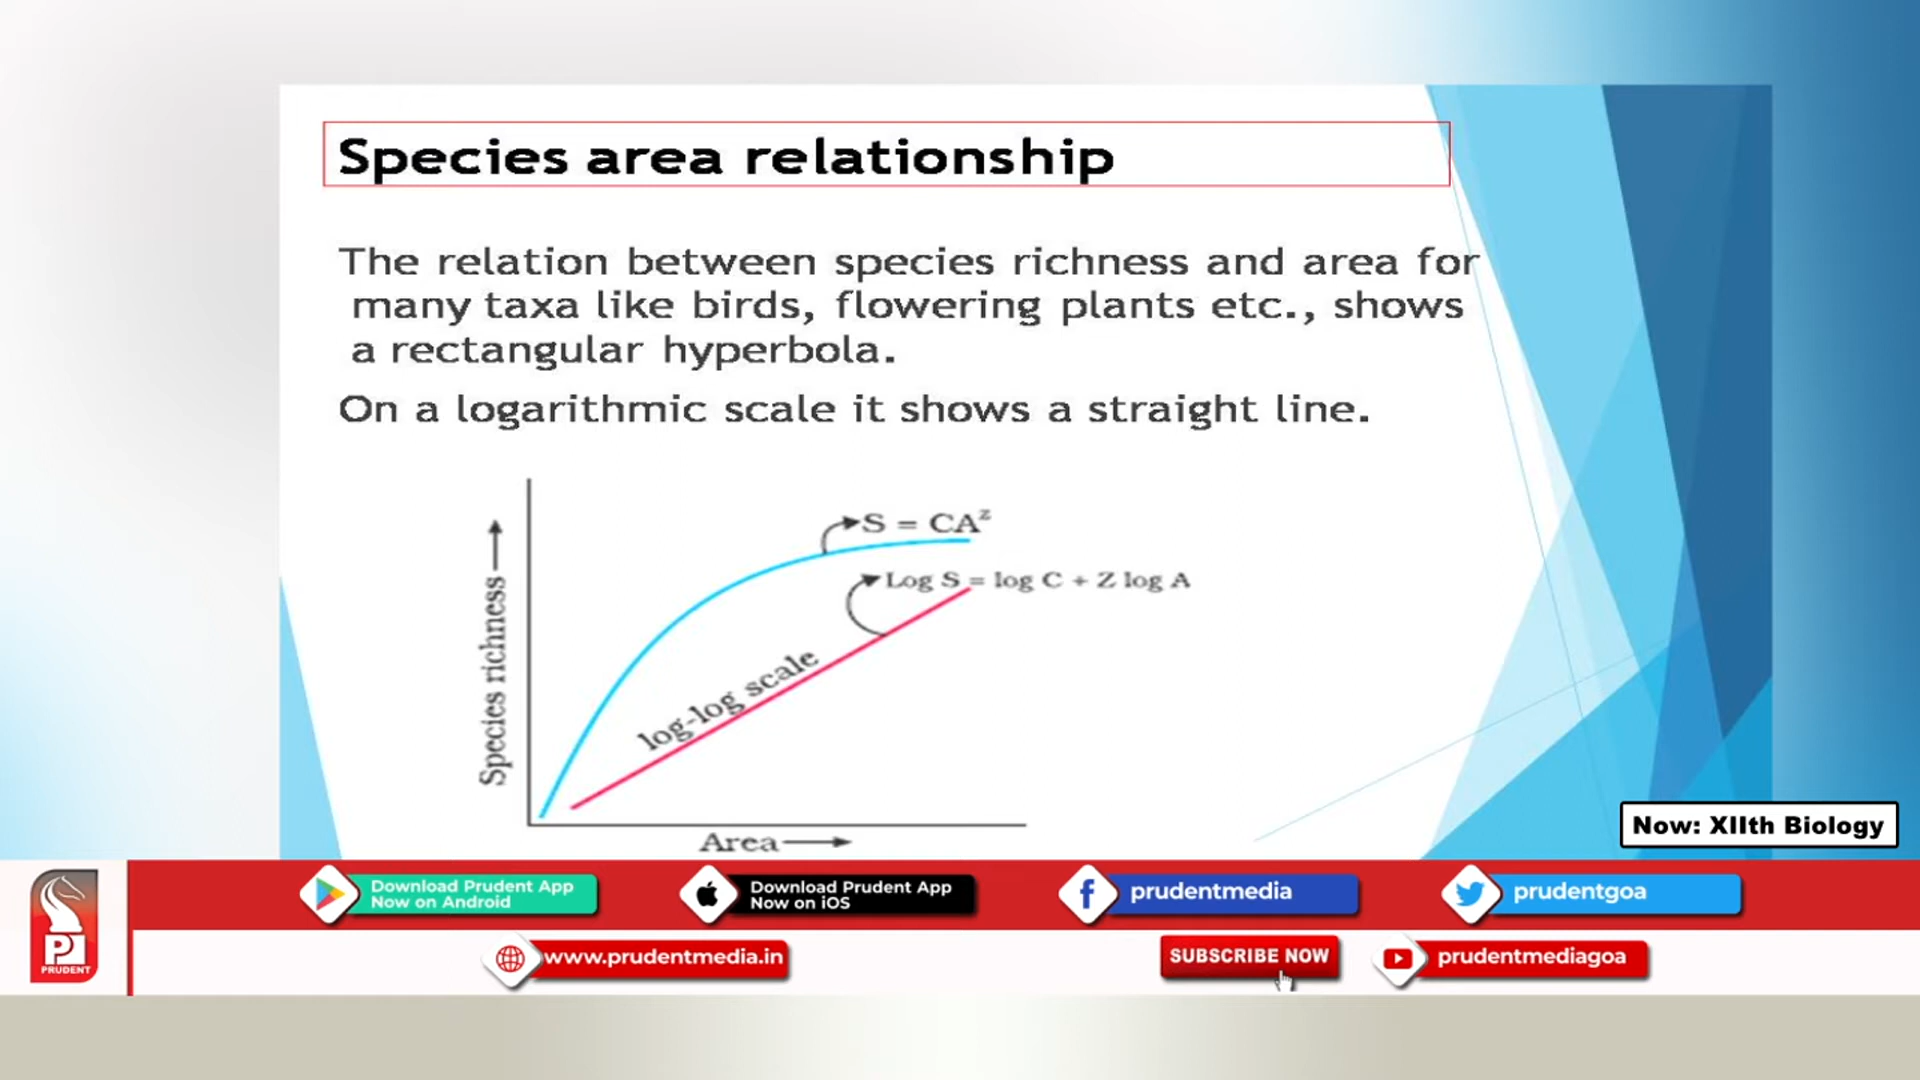 Species area relationship
The relation between species richness and area for
many taxa like birds, flowering plants etc., shows
a rectangular hyperbola.
On a logarithmic scale it shows a straight line.
S = CA^z
Log S = log C + Z log A
log-log scale
Species richness
Area
Now: XIIth Biology
Download Prudent App
Now on Android
Download Prudent App
Now on iOS
prudentmedia
prudentgoa
PRUDENT
www.prudentmedia.in
SUBSCRIBE NOW
prudentmediagoa